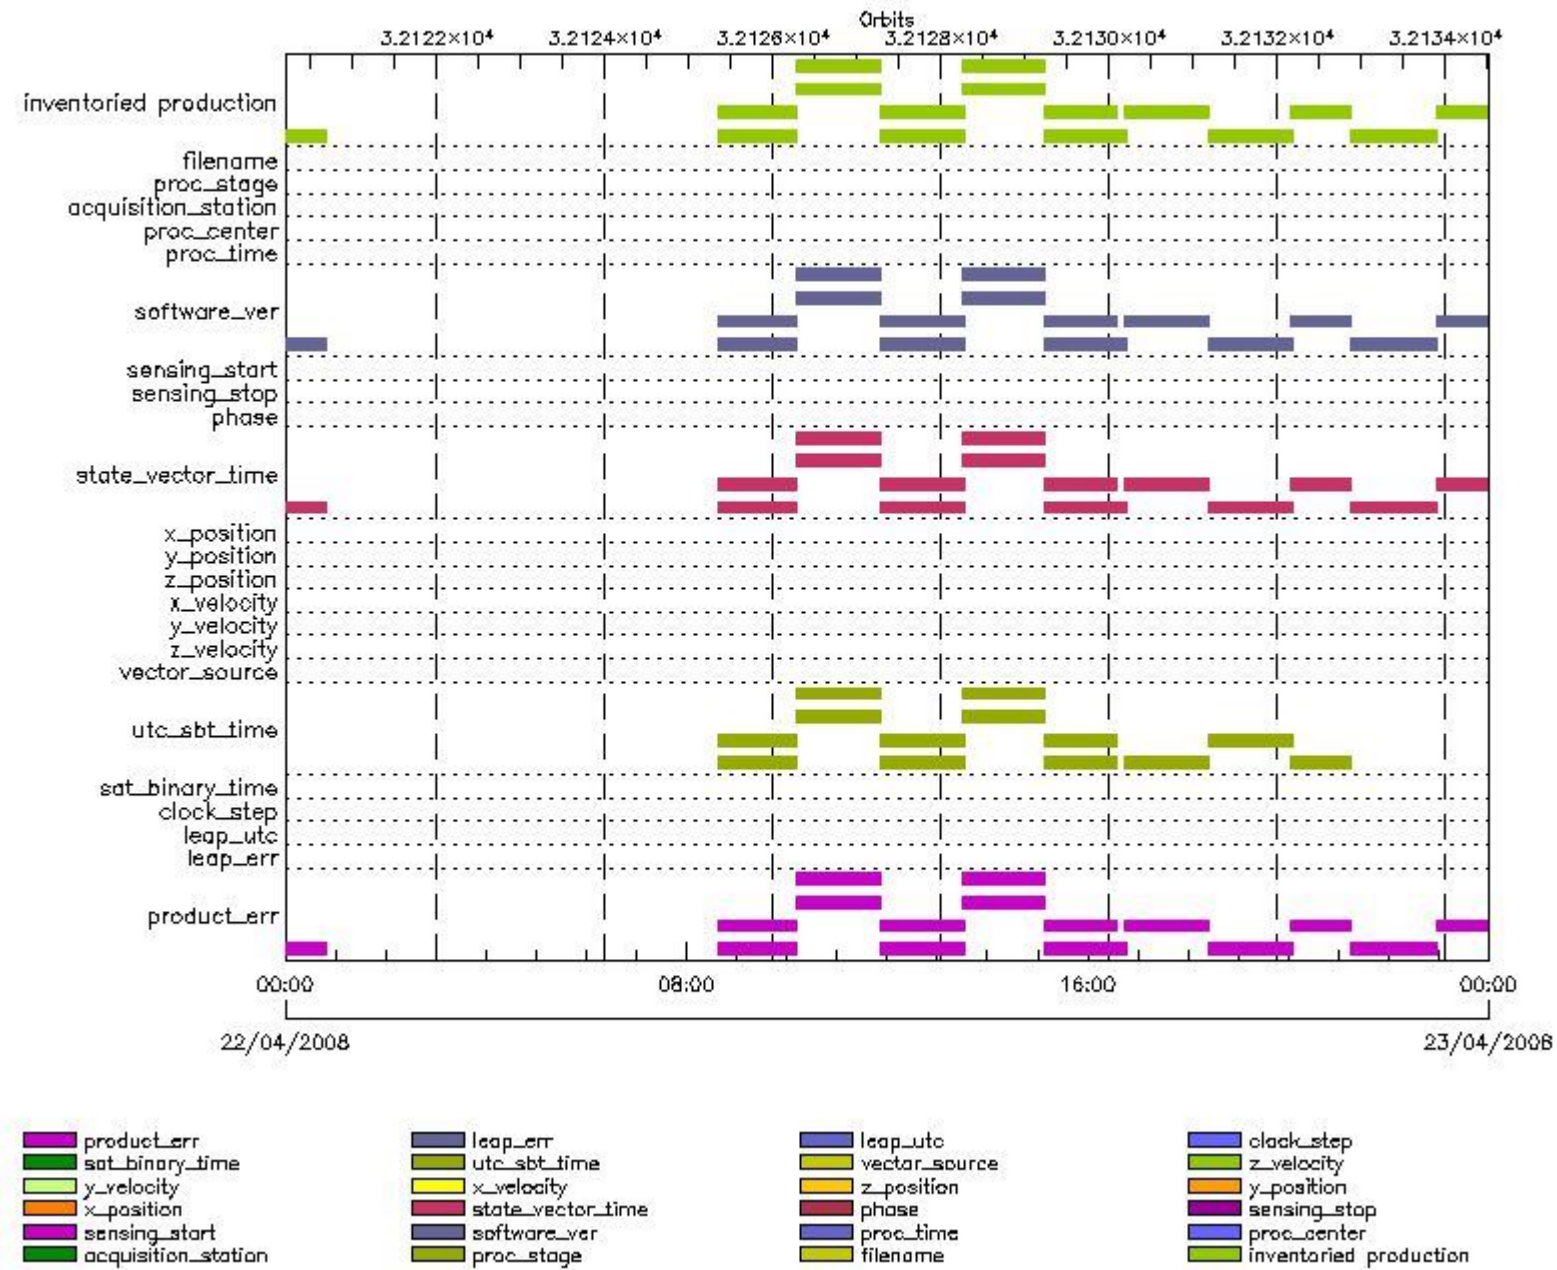 Orbits
3.2122×10⁴ 3.2124×10⁴ 3.2126×10⁴ 3.2128×10⁴ 3.2130×10⁴ 3.2132×10⁴ 3.2134×10⁴
inventoried production
filename
proc_stage
acquisition_station
proc_center
proc_time
software_ver
sensing_start
sensing_stop
phase
state_vector_time
x_position
y_position
z_position
x_velocity
y_velocity
z_velocity
vector_source
utc_sbt_time
sat_binary_time
clock_step
leap_utc
leap_err
product_err
00:00 08:00 16:00 00:00
22/04/2008 23/04/2008
product_err leap_err leap_utc clock_step
sat_binary_time utc_sbt_time vector_source z_velocity
y_velocity x_velocity z_position y_position
x_position state_vector_time phase sensing_stop
sensing_start software_ver proc_time proc_center
acquisition_station proc_stage filename inventoried production